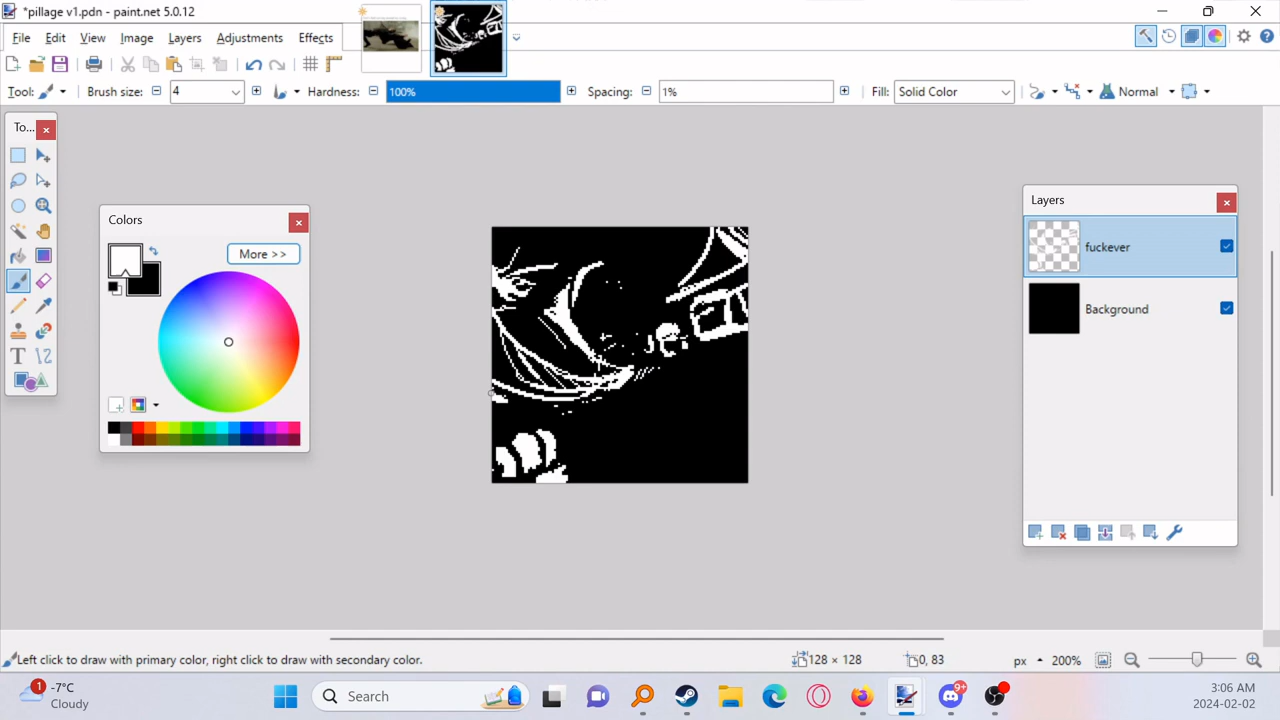 *pillage v1.pdn - paint.net 5.0.12
File Edit View Image Layers Adjustments Effects
Tool: Brush size: 4 Hardness: 100% Spacing: 1% Fill: Solid Color Normal
To...
Colors
More >>
Layers
fuckever
Background
Left click to draw with primary color, right click to draw with secondary color. 128 × 128 0, 83 px 200%
1 -7°C
Cloudy
Search
9+
3:06 AM
2024-02-02